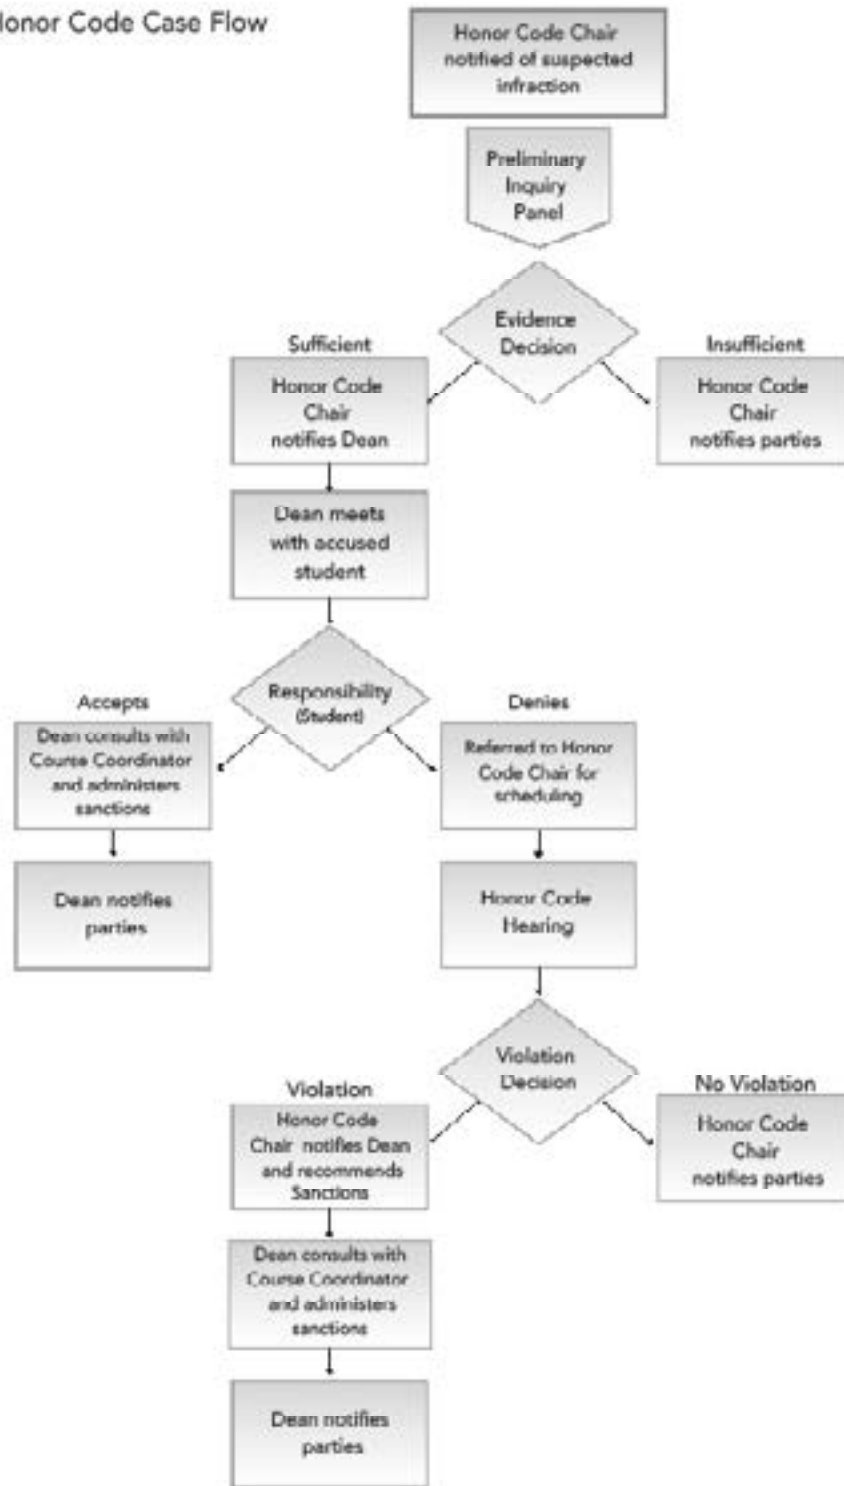 Honor Code Case Flow
Honor Code Chair
notified of suspected
infraction
Preliminary
Inquiry
Panel
Evidence
Decision
Sufficient
Honor Code
Chair
notifies Dean
Insufficient
Honor Code
Chair
notifies parties
Dean meets
with accused
student
Responsibility
(Student)
Accepts
Dean consults with
Course Coordinator
and administers
sanctions
Denies
Referred to Honor
Code Chair for
scheduling
Dean notifies
parties
Honor Code
Hearing
Violation
Decision
Violation
Honor Code
Chair notifies Dean
and recommends
Sanctions
No Violation
Honor Code
Chair
notifies parties
Dean consults with
Course Coordinator
and administers
sanctions
Dean notifies
parties